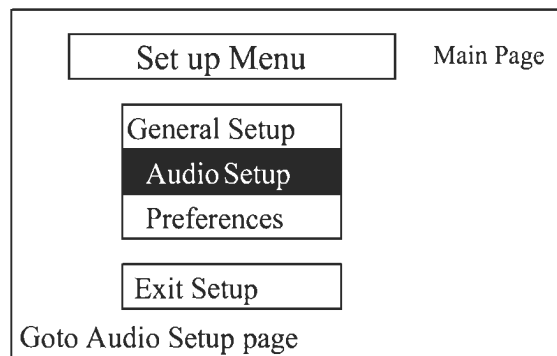 Set up Menu
Main Page
General Setup
Audio Setup
Preferences
Exit Setup
Goto Audio Setup page